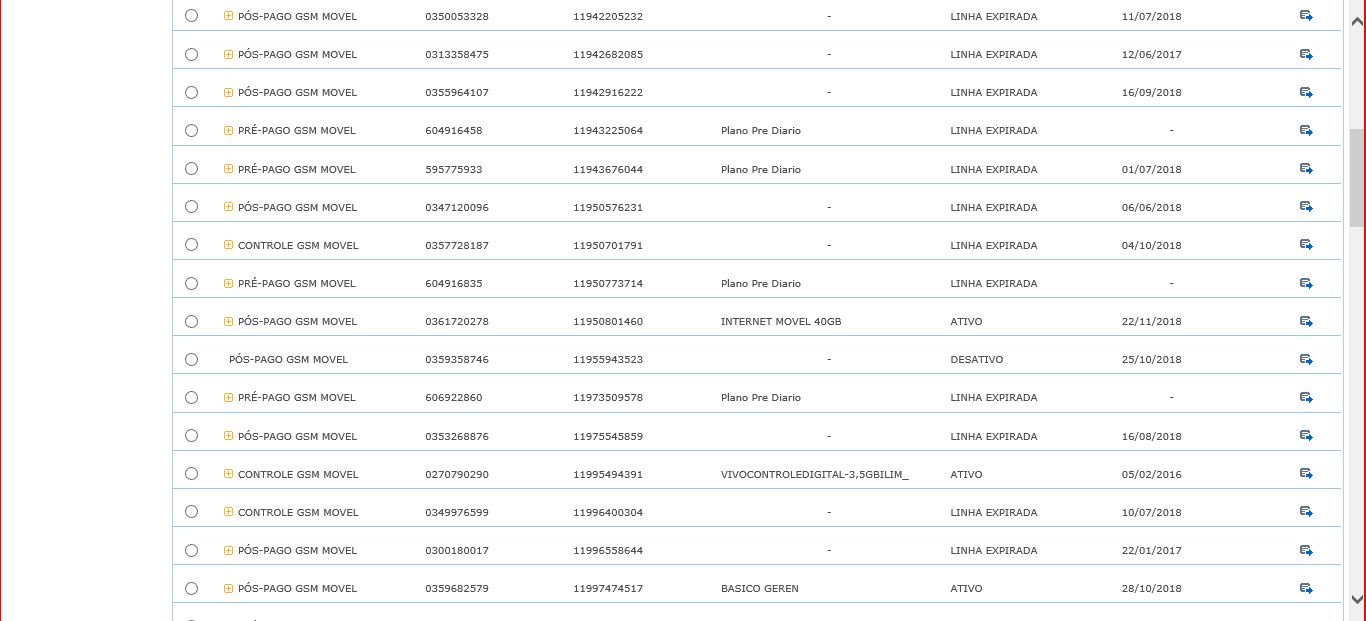 PÓS-PAGO GSM MOVEL 0350053328 11942205232 - LINHA EXPIRADA 11/07/2018
PÓS-PAGO GSM MOVEL 0313358475 11942682085 - LINHA EXPIRADA 12/06/2017
PÓS-PAGO GSM MOVEL 0355964107 11942916222 - LINHA EXPIRADA 16/09/2018
PRÉ-PAGO GSM MOVEL 604916458 11943225064 Plano Pre Diario LINHA EXPIRADA -
PRÉ-PAGO GSM MOVEL 595775933 11943676044 Plano Pre Diario LINHA EXPIRADA 01/07/2018
PÓS-PAGO GSM MOVEL 0347120096 11950576231 - LINHA EXPIRADA 06/06/2018
CONTROLE GSM MOVEL 0357728187 11950701791 - LINHA EXPIRADA 04/10/2018
PRÉ-PAGO GSM MOVEL 604916835 11950773714 Plano Pre Diario LINHA EXPIRADA -
PÓS-PAGO GSM MOVEL 0361720278 11950801460 INTERNET MOVEL 40GB ATIVO 22/11/2018
PÓS-PAGO GSM MOVEL 0359358746 11955943523 - DESATIVO 25/10/2018
PRÉ-PAGO GSM MOVEL 606922860 11973509578 Plano Pre Diario LINHA EXPIRADA -
PÓS-PAGO GSM MOVEL 0353268876 11975545859 - LINHA EXPIRADA 16/08/2018
CONTROLE GSM MOVEL 0270790290 11995494391 VIVOCONTROLEDIGITAL-3,5GBILIM_ ATIVO 05/02/2016
CONTROLE GSM MOVEL 0349976599 11996400304 - LINHA EXPIRADA 10/07/2018
PÓS-PAGO GSM MOVEL 0300180017 11996558644 - LINHA EXPIRADA 22/01/2017
PÓS-PAGO GSM MOVEL 0359682579 11997474517 BASICO GEREN ATIVO 28/10/2018